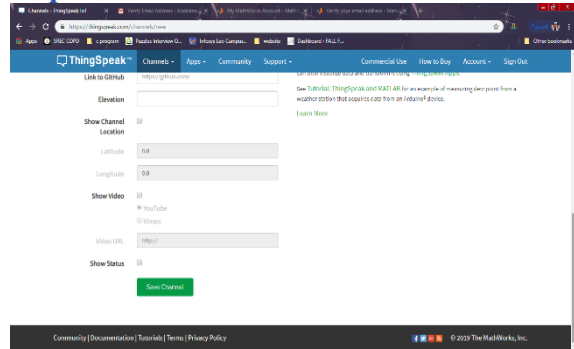 Channels - ThingSpeak IoT
My MathWorks Account - Math
Verify your email address - Mat
https://thingspeak.com/channels/new
Apps SREC COPO c program Puzzles Interview Q... Infosys Lex Campus... website Dashboard - FALL F...
Other bookmarks
ThingSpeak™ Channels Apps Community Support Commercial Use How to Buy Account Sign Out
Link to GitHub https://github.com/
Elevation
Show Channel
Location
Latitude 0.0
Longitude 0.0
Show Video
YouTube
Vimeo
Video URL http://
Show Status
Save Channel
See Tutorial: ThingSpeak and MATLAB for an example of measuring dew point from a
weather station that acquires data from an Arduino® device.
Learn More
Community | Documentation | Tutorials | Terms | Privacy Policy
© 2019 The MathWorks, Inc.